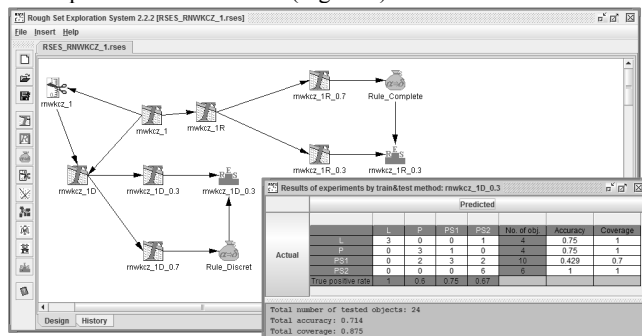 Rough Set Exploration System 2.2.2 [RSES_RNWKCZ_1.rses]
File Insert Help
RSES_RNWKCZ_1.rses
rnwkcz_1
rnwkcz_1
rnwkcz_1R
rnwkcz_1R_0.7
Rule_Complete
rnwkcz_1R_0.3
rnwkcz_1R_0.3
rnwkcz_1D
rnwkcz_1D_0.3
rnwkcz_1D_0.3
rnwkcz_1D_0.7
Rule_Discret
Design History
Results of experiments by train&test method: rnwkcz_1D_0.3
Predicted
Actual
L P PS1 PS2 No. of obj. Accuracy Coverage
L 3 0 0 1 4 0.75 1
P 0 3 1 0 4 0.75 1
PS1 0 2 3 2 10 0.429 0.7
PS2 0 0 0 6 6 1 1
True positive rate 1 0.6 0.75 0.67
Total number of tested objects: 24
Total accuracy: 0.714
Total coverage: 0.875